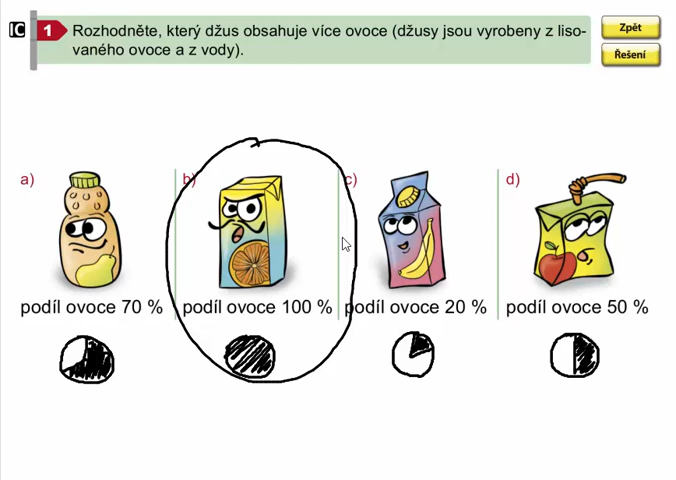 1 Rozhodněte, který džus obsahuje více ovoce (džusy jsou vyrobeny z liso-
vaného ovoce a z vody).
Zpět
Řešení
a)
b)
c)
d)
podíl ovoce 70 %
podíl ovoce 100 %
podíl ovoce 20 %
podíl ovoce 50 %